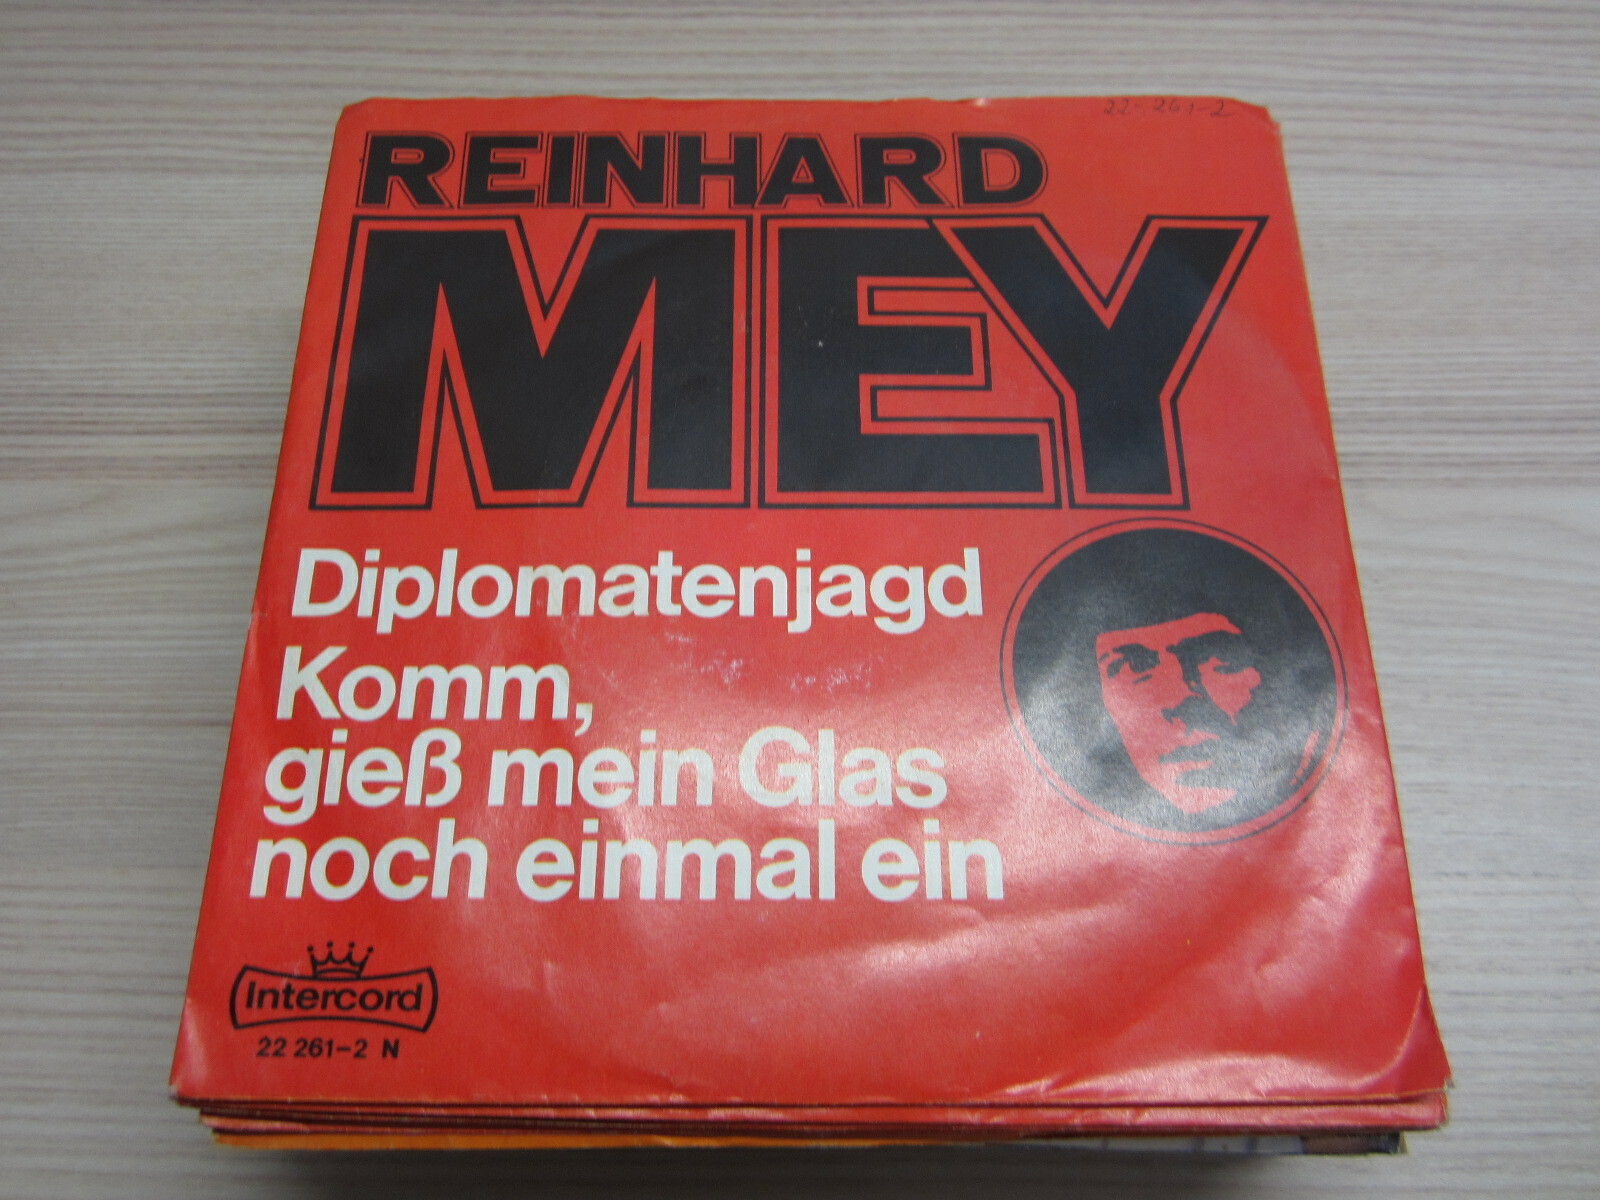 22-261-2
REINHARD
MEY
Diplomatenjagd
Komm,
gieß mein Glas
noch einmal ein
Intercord
22 261-2 N